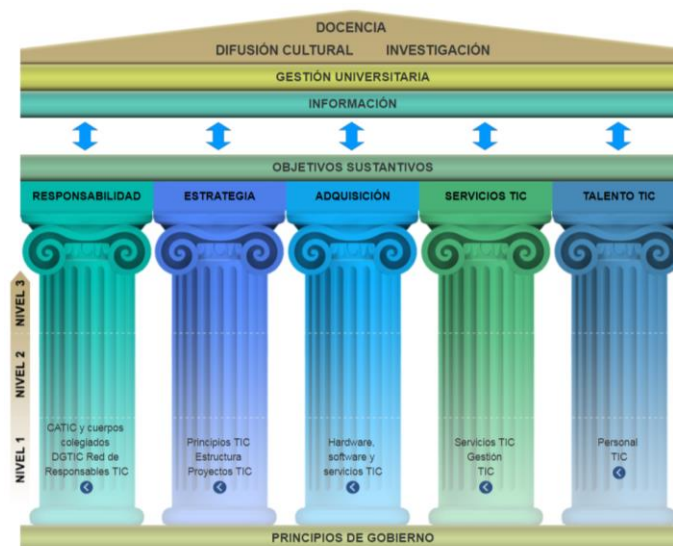 DOCENCIA
DIFUSIÓN CULTURAL INVESTIGACIÓN
GESTIÓN UNIVERSITARIA
INFORMACIÓN
OBJETIVOS SUSTANTIVOS
RESPONSABILIDAD
ESTRATEGIA
ADQUISICIÓN
SERVICIOS TIC
TALENTO TIC
NIVEL 3
NIVEL 2
NIVEL 1
CATIC y cuerpos
colegiados
DGTIC Red de
Responsables TIC
Principios TIC
Estructura
Proyectos TIC
Hardware,
software y
servicios TIC
Servicios TIC
Gestión
TIC
Personal
TIC
PRINCIPIOS DE GOBIERNO